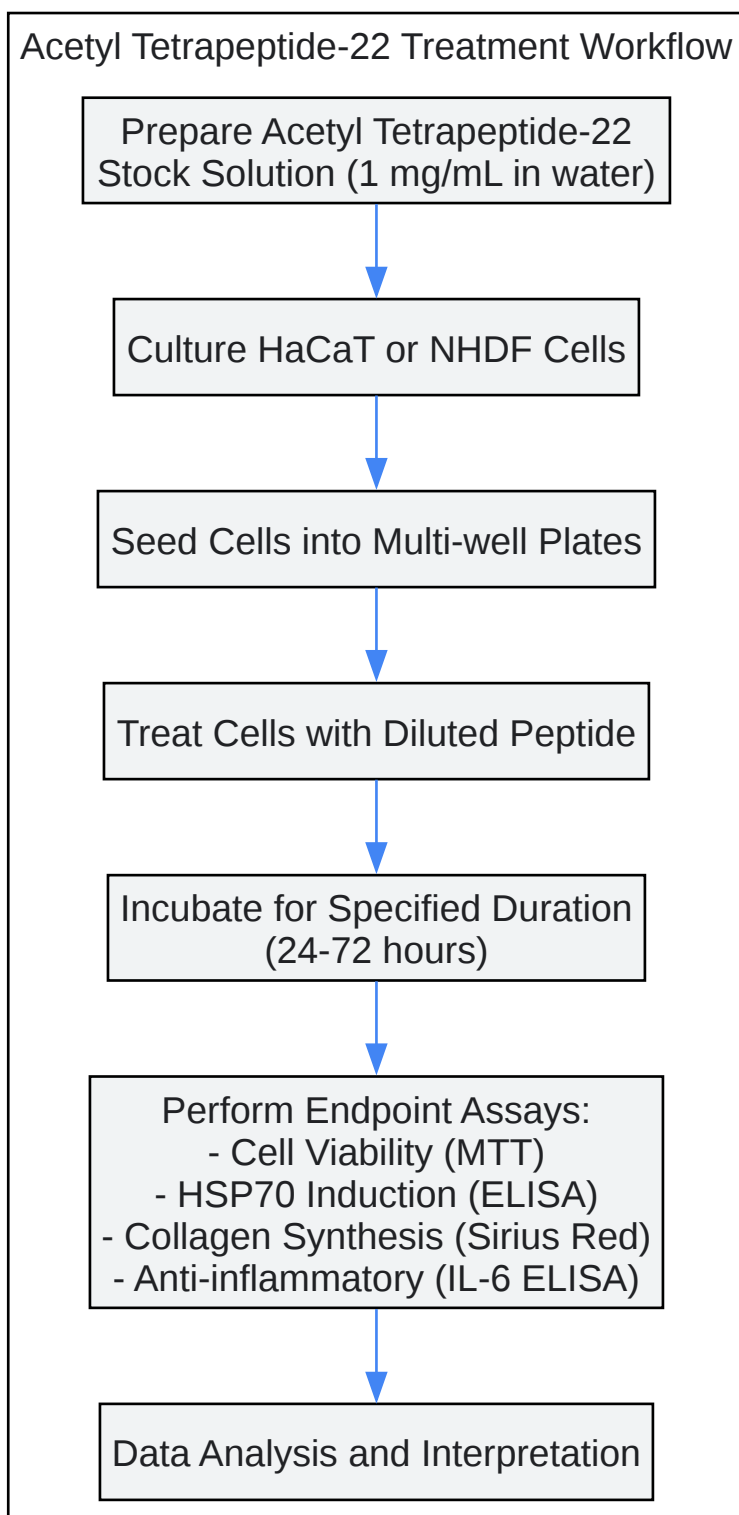 Acetyl Tetrapeptide-22 Treatment Workflow
Prepare Acetyl Tetrapeptide-22
Stock Solution (1 mg/mL in water)
Culture HaCaT or NHDF Cells
Seed Cells into Multi-well Plates
Treat Cells with Diluted Peptide
Incubate for Specified Duration
(24-72 hours)
Perform Endpoint Assays:
- Cell Viability (MTT)
- HSP70 Induction (ELISA)
- Collagen Synthesis (Sirius Red)
- Anti-inflammatory (IL-6 ELISA)
Data Analysis and Interpretation